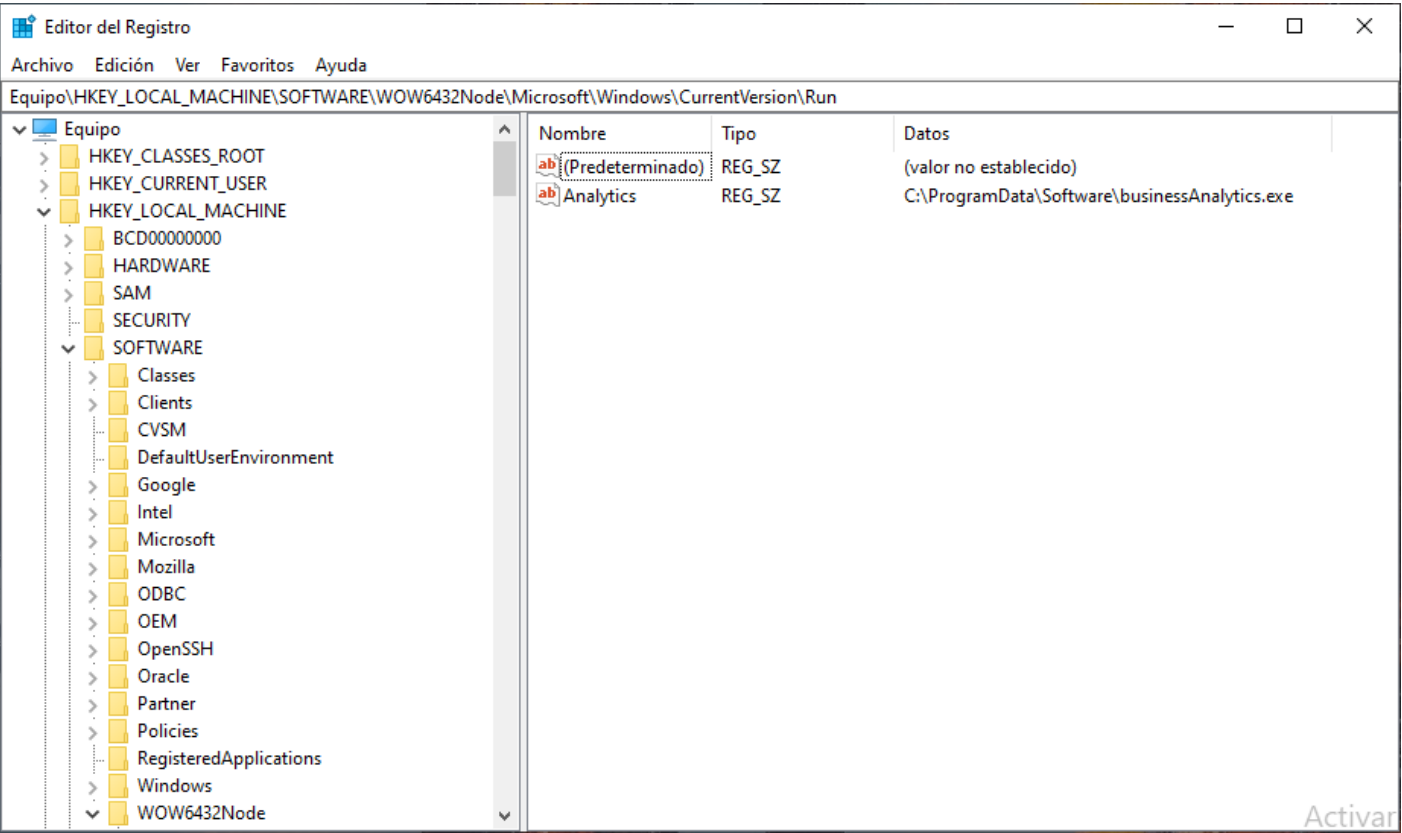 Editor del Registro
Archivo Edición Ver Favoritos Ayuda
Equipo\HKEY_LOCAL_MACHINE\SOFTWARE\WOW6432Node\Microsoft\Windows\CurrentVersion\Run
Equipo
HKEY_CLASSES_ROOT
HKEY_CURRENT_USER
HKEY_LOCAL_MACHINE
BCD00000000
HARDWARE
SAM
SECURITY
SOFTWARE
Classes
Clients
CVSM
DefaultUserEnvironment
Google
Intel
Microsoft
Mozilla
ODBC
OEM
OpenSSH
Oracle
Partner
Policies
RegisteredApplications
Windows
WOW6432Node
Nombre Tipo Datos
ab (Predeterminado) REG_SZ (valor no establecido)
ab Analytics REG_SZ C:\ProgramData\Software\businessAnalytics.exe
Activar